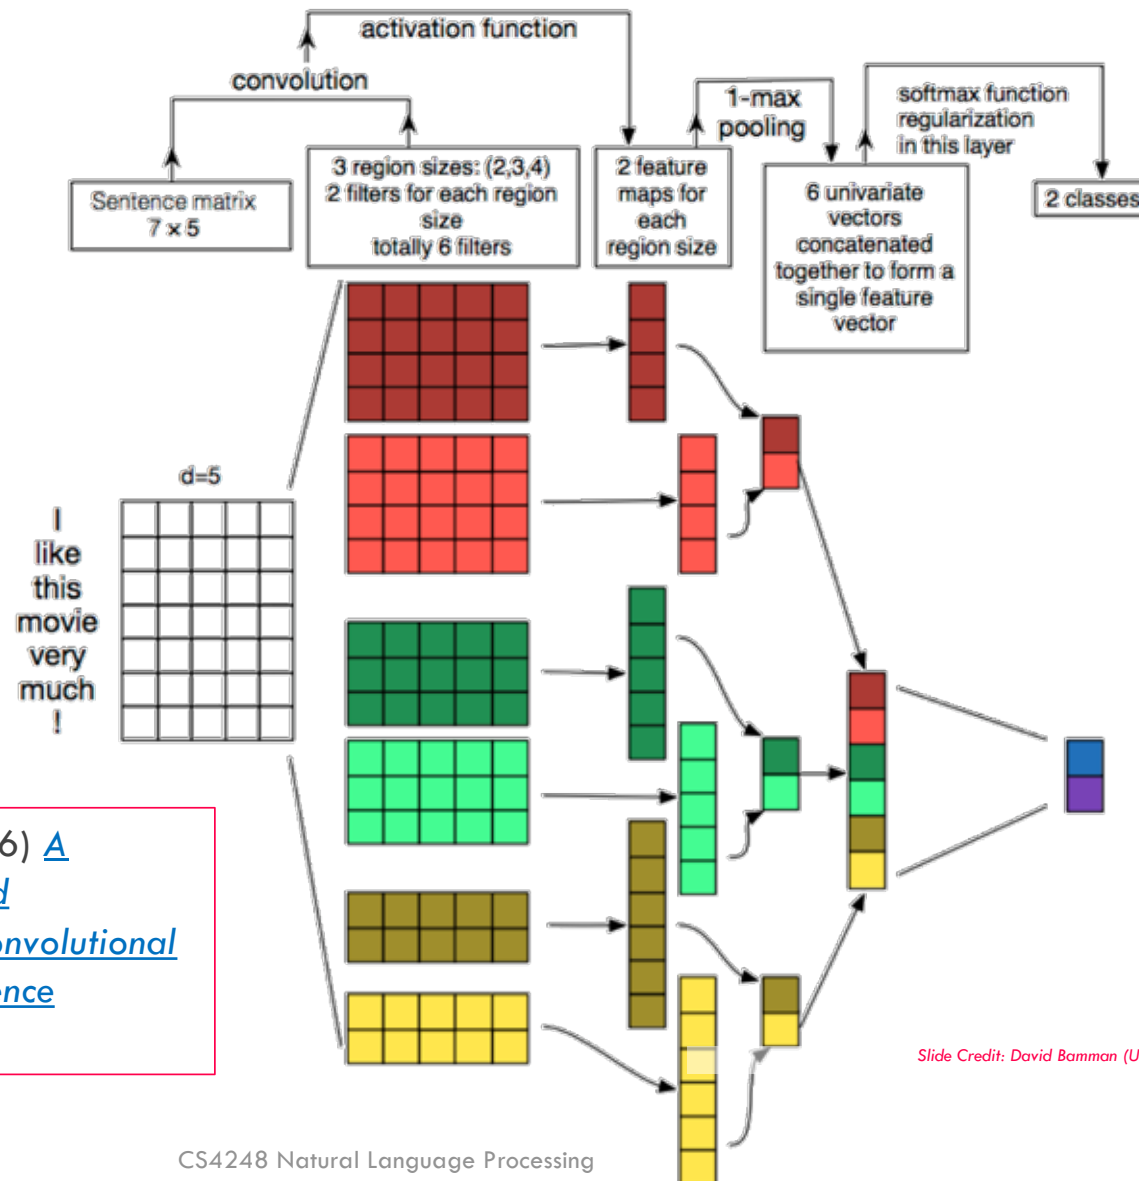 activation function
convolution
1-max
pooling
softmax function
regularization
in this layer
Sentence matrix
7 × 5
3 region sizes: (2,3,4)
2 filters for each region
size
totally 6 filters
2 feature
maps for
each
region size
6 univariate
vectors
concatenated
together to form a
single feature
vector
2 classes
d=5
I
like
this
movie
very
much
!
6) A
d
onvolutional
ence
Slide Credit: David Bamman (U
CS4248 Natural Language Processing